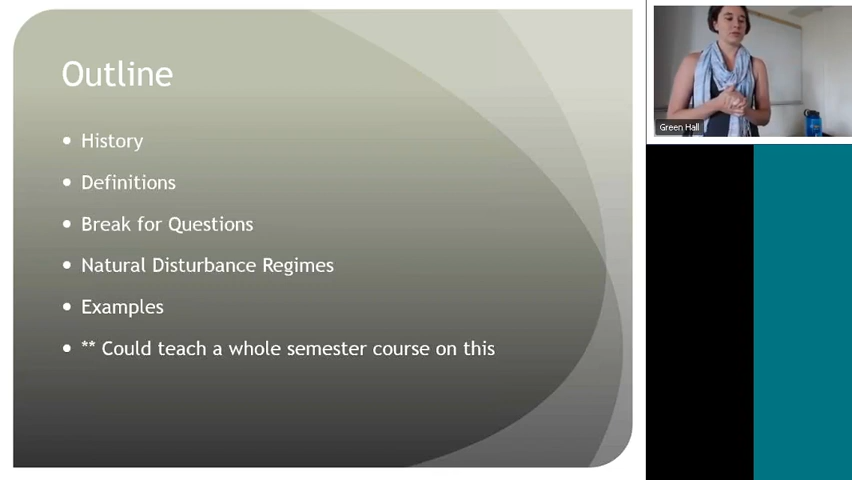 Outline
• History
• Definitions
• Break for Questions
• Natural Disturbance Regimes
• Examples
• ** Could teach a whole semester course on this
Green Hall